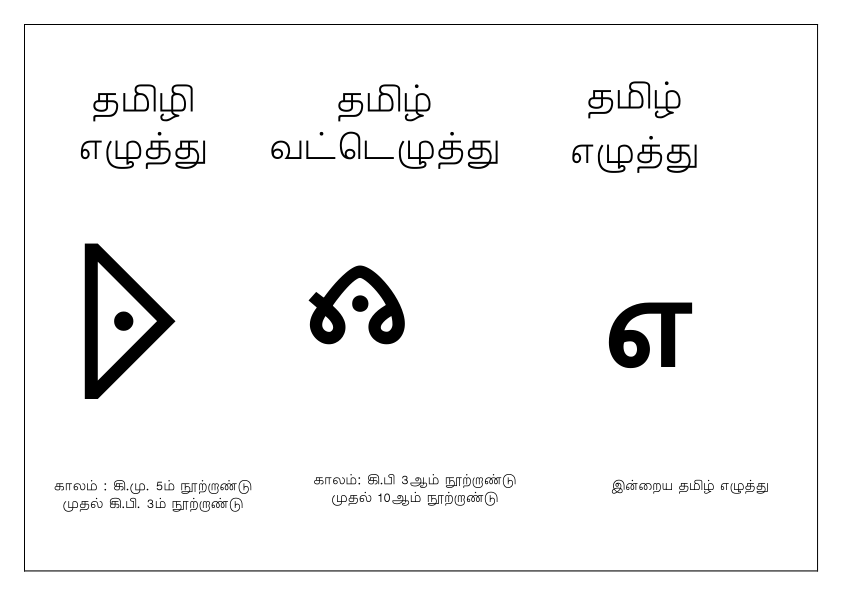 தமிழி
எழுத்து
தமிழ்
வட்டெழுத்து
தமிழ்
எழுத்து
எ
காலம் : கி.மு. 5ம் நூற்றாண்டு
முதல் கி.பி. 3ம் நூற்றாண்டு
காலம்: கி.பி 3ஆம் நூற்றாண்டு
முதல் 10ஆம் நூற்றாண்டு
இன்றைய தமிழ் எழுத்து